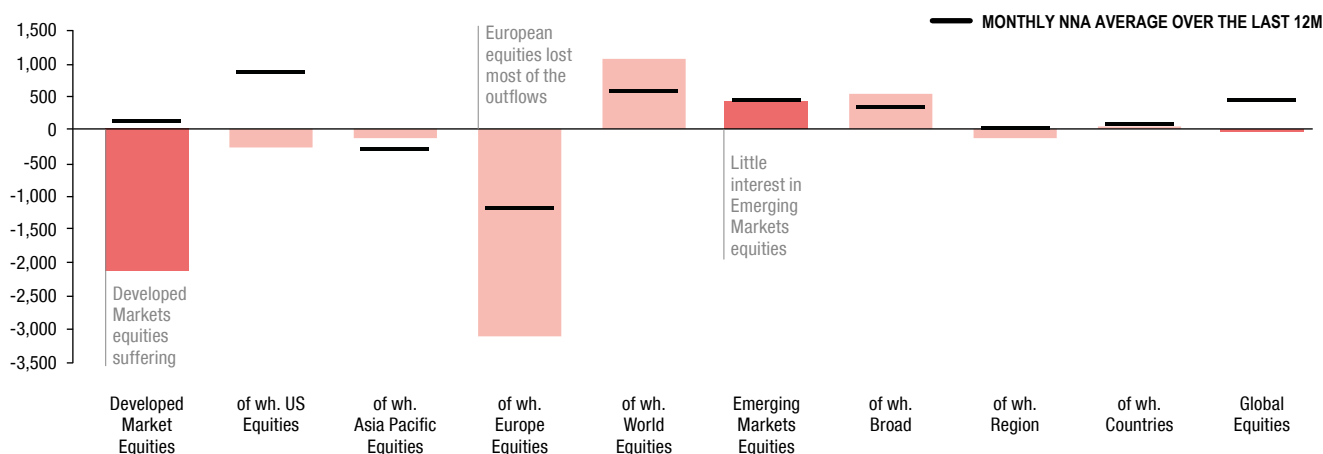 MONTHLY NNA AVERAGE OVER THE LAST 12M
1,500
1,000
500
0
-500
-1,000
-1,500
-2,000
-2,500
-3,000
-3,500
European
equities lost
most of the
outflows
Little
interest in
Emerging
Markets
equities
Developed
Markets
equities
suffering
Developed
Market
Equities
of wh. US
Equities
of wh.
Asia Pacific
Equities
of wh.
Europe
Equities
of wh.
World
Equities
Emerging
Markets
Equities
of wh.
Broad
of wh.
Region
of wh.
Countries
Global
Equities